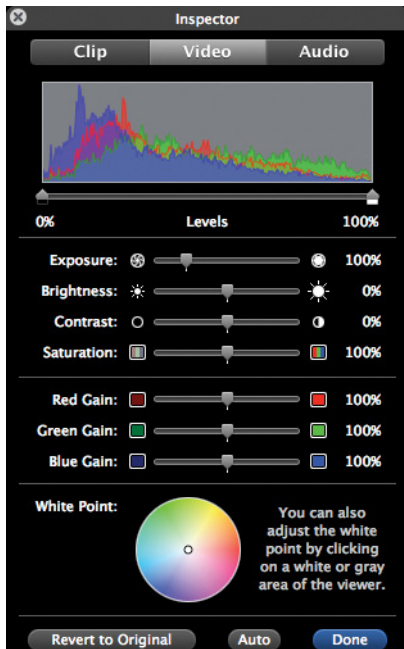 Inspector
Clip Video Audio
0% Levels 100%
Exposure: 100%
Brightness: 0%
Contrast: 0%
Saturation: 100%
Red Gain: 100%
Green Gain: 100%
Blue Gain: 100%
White Point:
You can also
adjust the white
point by clicking
on a white or gray
area of the viewer.
Revert to Original Auto Done